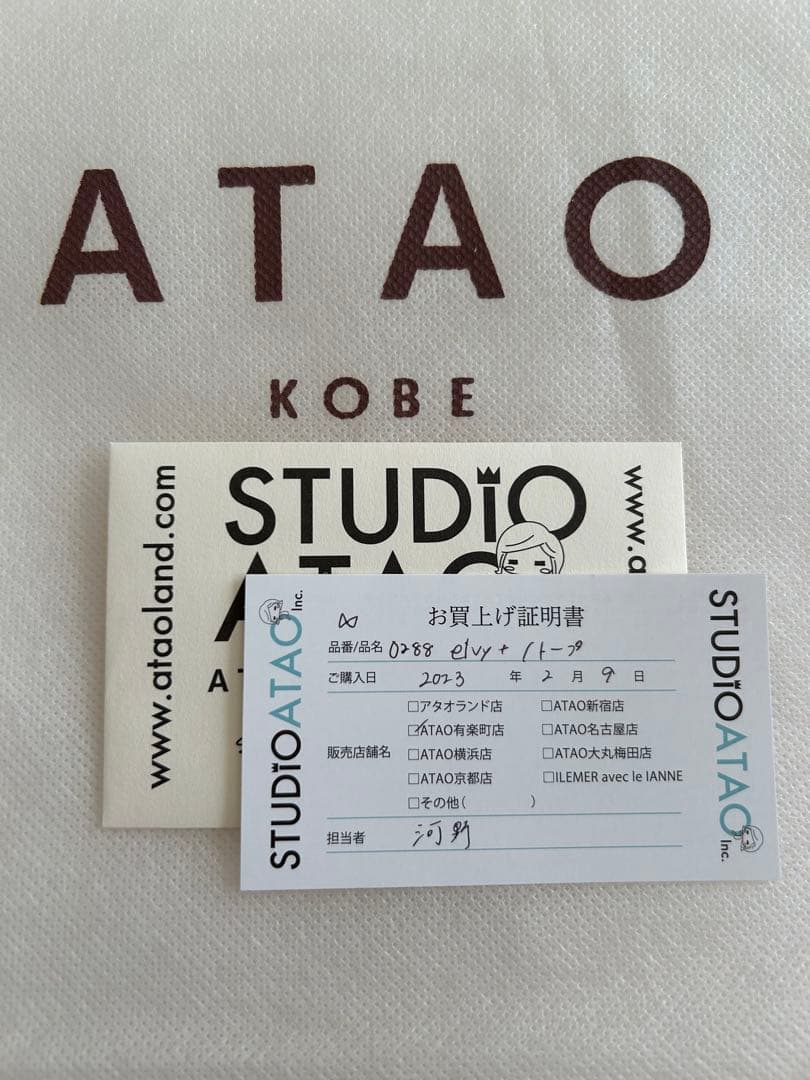 ATAO
KOBE
www.ataoland.com
STUDIO
ATAO
www.a
AT
STUDIOATAO Inc.
お買上げ証明書
品番/品名 0288 elvy+ /トープ
ご購入日 2023 年 2 月 9 日
販売店舗名
□アタオランド店 □ATAO新宿店
☑ATAO有楽町店 □ATAO名古屋店
□ATAO横浜店 □ATAO大丸梅田店
□ATAO京都店 □ILEMER avec le IANNE
□その他( )
担当者 河野
STUDIOATAO Inc.